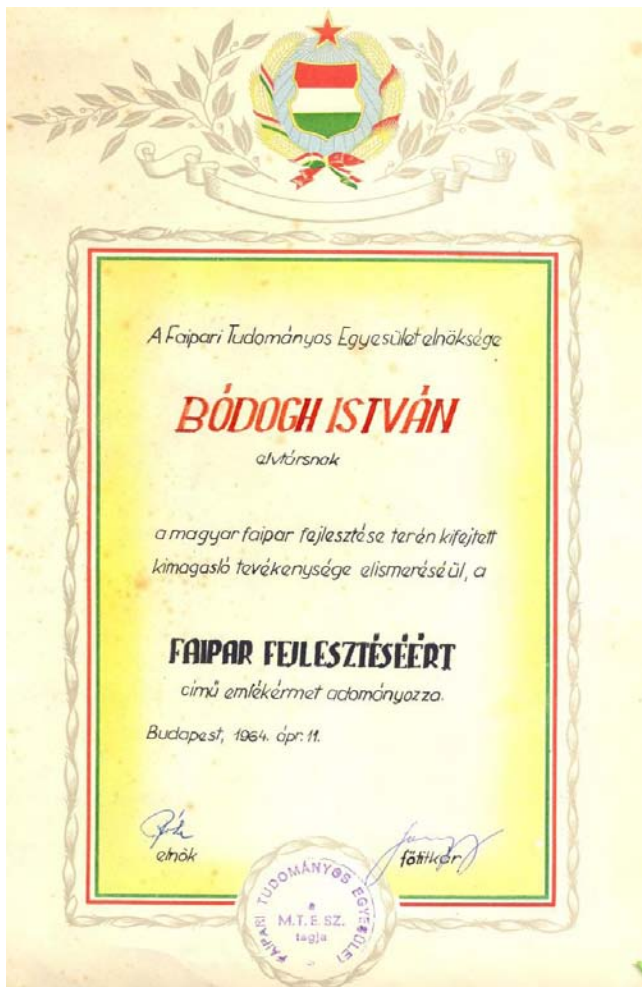 A Faipari Tudományos Egyesület elnöksége
BÓDOGH ISTVÁN
elvtársnak
a magyar faipar fejlesztése terén kifejtett
kimagasló tevékenysége elismeréséül, a
FAIPAR FEJLESZTÉSÉÉRT
című emlékérmet adományozza.
Budapest, 1964. ápr. 11.
elnök
főtitkár
FAIPARI TUDOMÁNYOS EGYESÜLET
a
M.T.E.SZ.
tagja